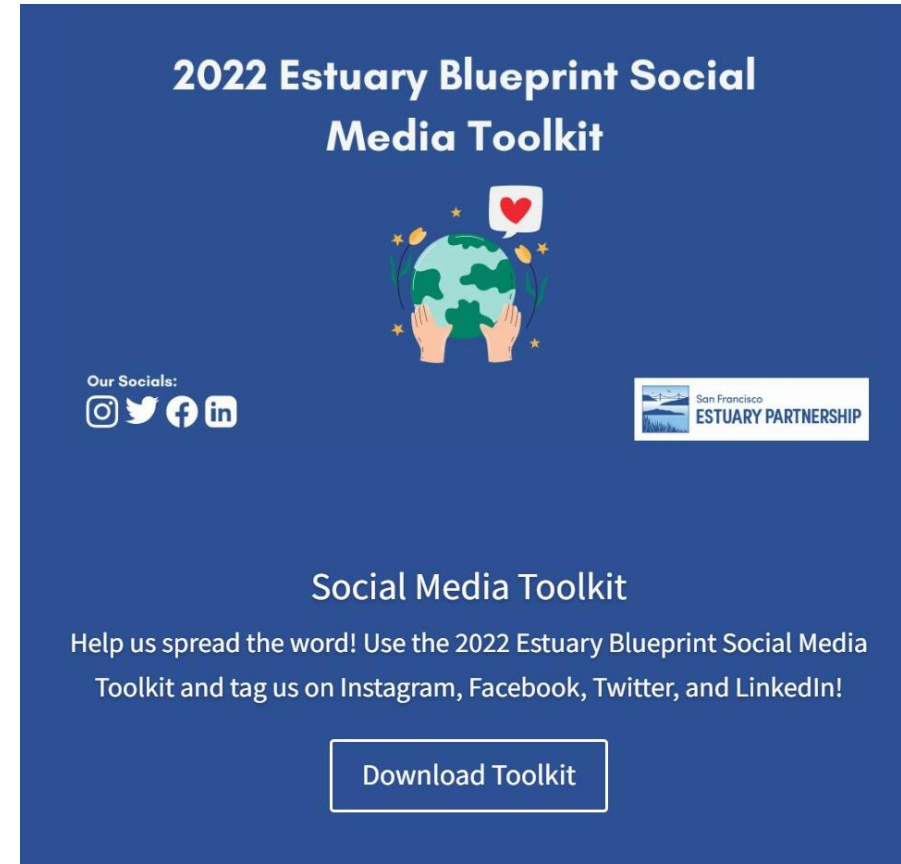 2022 Estuary Blueprint Social
Media Toolkit
Our Socials:
San Francisco
ESTUARY PARTNERSHIP
Social Media Toolkit
Help us spread the word! Use the 2022 Estuary Blueprint Social Media
Toolkit and tag us on Instagram, Facebook, Twitter, and LinkedIn!
Download Toolkit